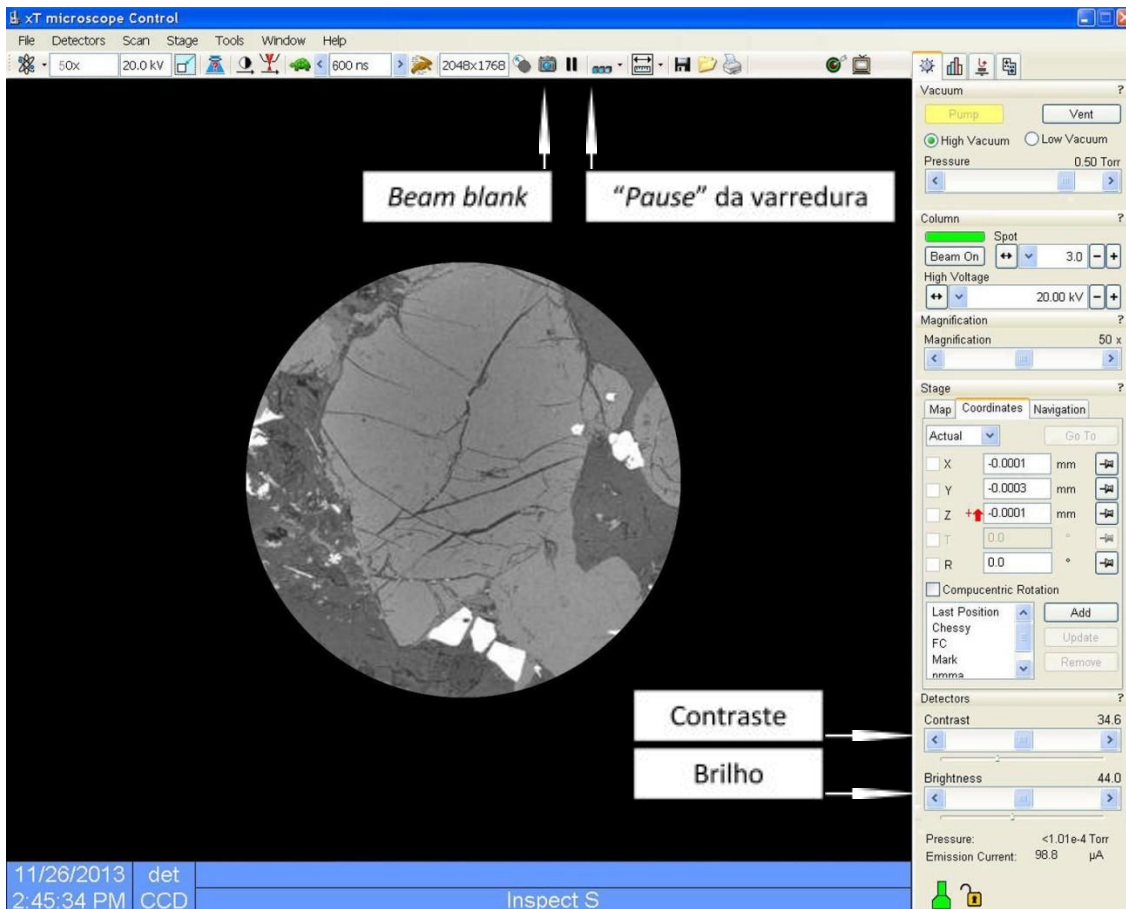 xT microscope Control
File Detectors Scan Stage Tools Window Help
50x 20.0 kV 600 ns 2048x1768
Beam blank
“Pause” da varredura
Contraste
Brilho
Vacuum ?
Pump Vent
High Vacuum Low Vacuum
Pressure 0.50 Torr
Column ?
Spot
Beam On 3.0
High Voltage
20.00 kV
Magnification ?
Magnification 50 x
Stage ?
Map Coordinates Navigation
Actual Go To
X -0.0001 mm
Y -0.0003 mm
Z -0.0001 mm
T 0.0 °
R 0.0 °
Compucentric Rotation
Last Position
Chessy
FC
Mark
nmma
Add
Update
Remove
Detectors ?
Contrast 34.6
Brightness 44.0
Pressure: <1.01e-4 Torr
Emission Current: 98.8 µA
11/26/2013 det
2:45:34 PM CCD Inspect S